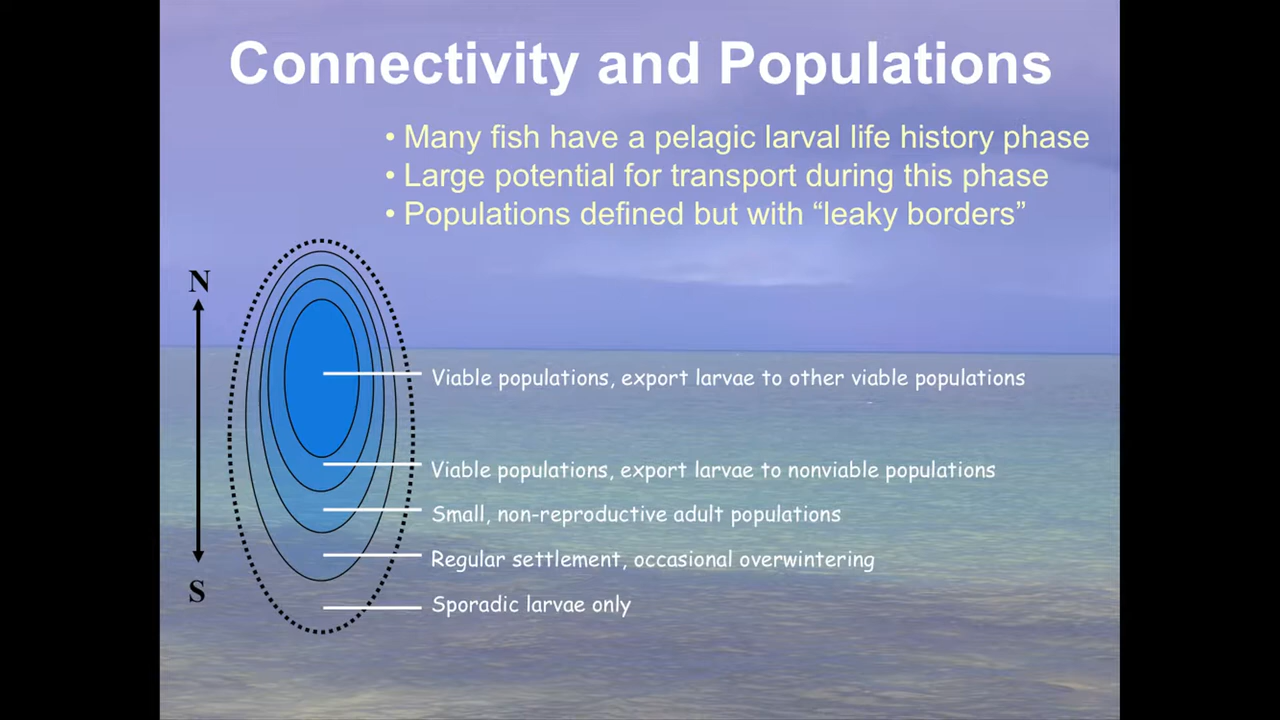 Connectivity and Populations
• Many fish have a pelagic larval life history phase
• Large potential for transport during this phase
• Populations defined but with “leaky borders”
N
Viable populations, export larvae to other viable populations
Viable populations, export larvae to nonviable populations
Small, non-reproductive adult populations
Regular settlement, occasional overwintering
S
Sporadic larvae only